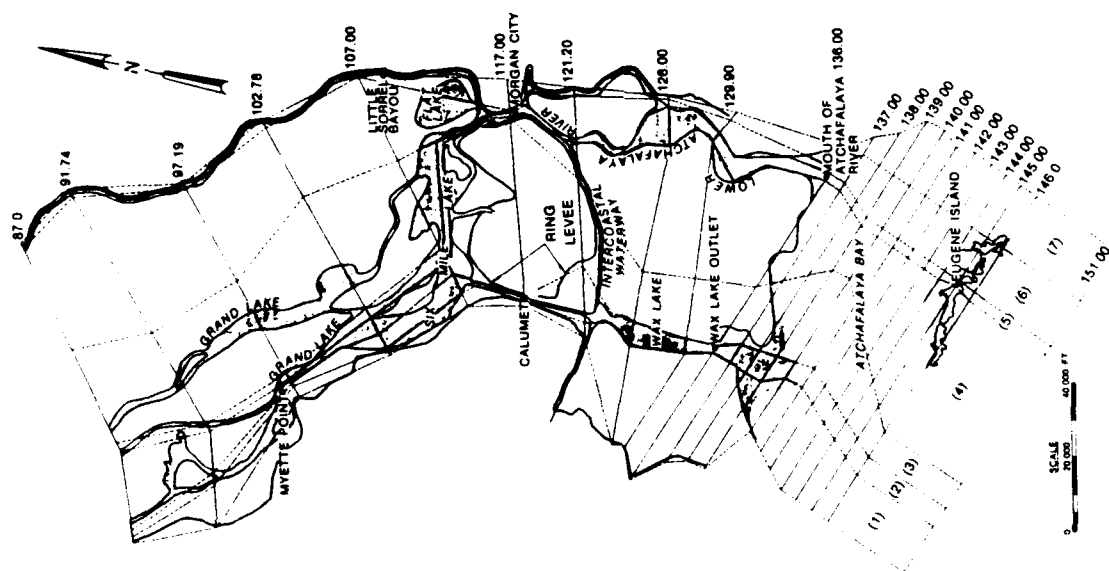 N
87.0
91.74
97.19
102.78
107.00
LITTLE
SORREL
BAYOU
FLAT
LAKE
117.00
MORGAN CITY
121.20
128.00
129.90
GRAND LAKE
GRAND LAKE
MYETTE POINT
SIX MILE LAKE
RING
LEVEE
CALUMET
INTERCOASTAL
WATERWAY
LOWER ATCHAFALAYA RIVER
WAX LAKE
WAX LAKE OUTLET
MOUTH OF
ATCHAFALAYA 136.00
RIVER
137.00
138.00
139.00
140.00
141.00
142.00
143.00
144.00
145.00
146.0
151.00
ATCHAFALAYA BAY
EUGENE ISLAND
(1)
(2)
(3)
(4)
(5)
(6)
(7)
SCALE
0 20 000 40 000 FT